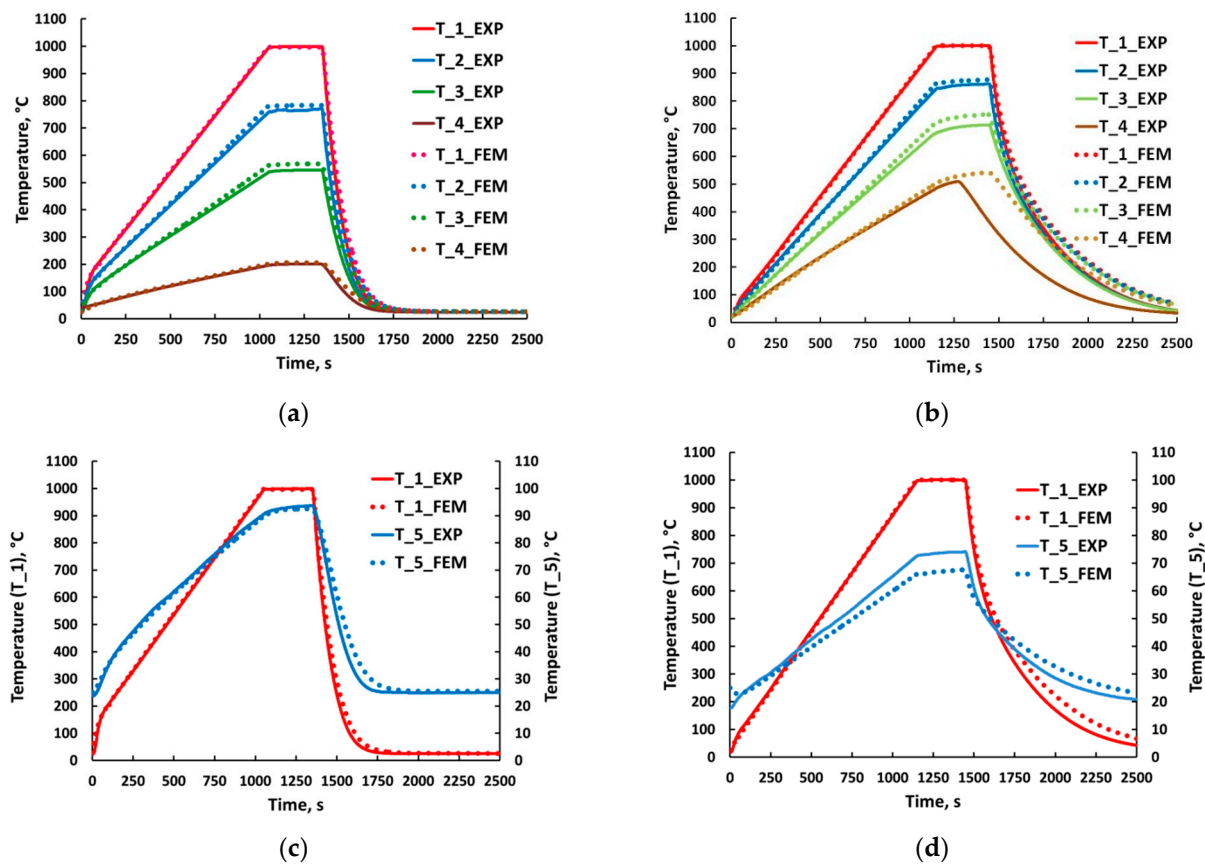 1100
1000
900
800
700
600
500
400
300
200
100
0
Temperature, °C
0 250 500 750 1000 1250 1500 1750 2000 2250 2500
Time, s
T_1_EXP
T_2_EXP
T_3_EXP
T_4_EXP
T_1_FEM
T_2_FEM
T_3_FEM
T_4_FEM
(a)
1100
1000
900
800
700
600
500
400
300
200
100
0
Temperature, °C
0 250 500 750 1000 1250 1500 1750 2000 2250 2500
Time, s
T_1_EXP
T_2_EXP
T_3_EXP
T_4_EXP
T_1_FEM
T_2_FEM
T_3_FEM
T_4_FEM
(b)
1100
1000
900
800
700
600
500
400
300
200
100
0
Temperature (T_1), °C
0 250 500 750 1000 1250 1500 1750 2000 2250 2500
Time, s
T_1_EXP
T_1_FEM
T_5_EXP
T_5_FEM
110
100
90
80
70
60
50
40
30
20
10
0
Temperature (T_5), °C
(c)
1100
1000
900
800
700
600
500
400
300
200
100
0
Temperature (T_1), °C
0 250 500 750 1000 1250 1500 1750 2000 2250 2500
Time, s
T_1_EXP
T_1_FEM
T_5_EXP
T_5_FEM
110
100
90
80
70
60
50
40
30
20
10
0
Temperature (T_5), °C
(d)